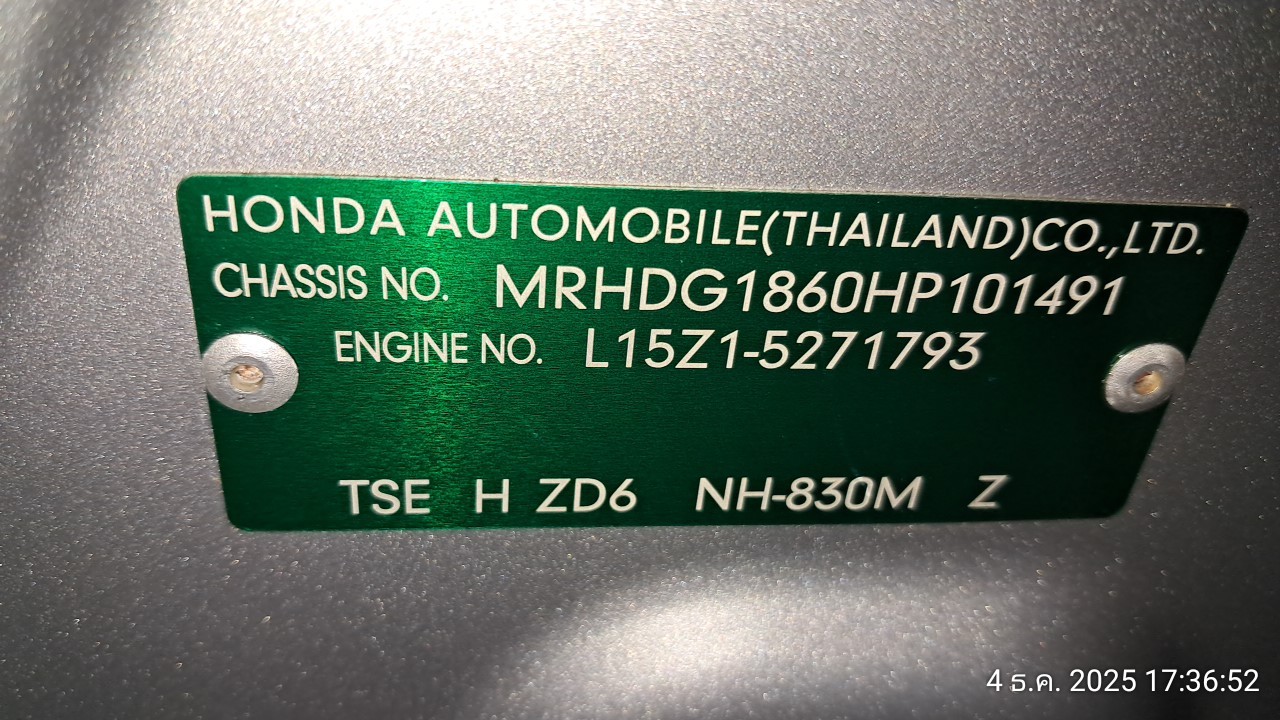 HONDA AUTOMOBILE(THAILAND)CO.,LTD.
CHASSIS NO. MRHDG1860HP101491
ENGINE NO. L15Z1-5271793
TSE H ZD6 NH-830M Z
4 ธ.ค. 2025 17:36:52